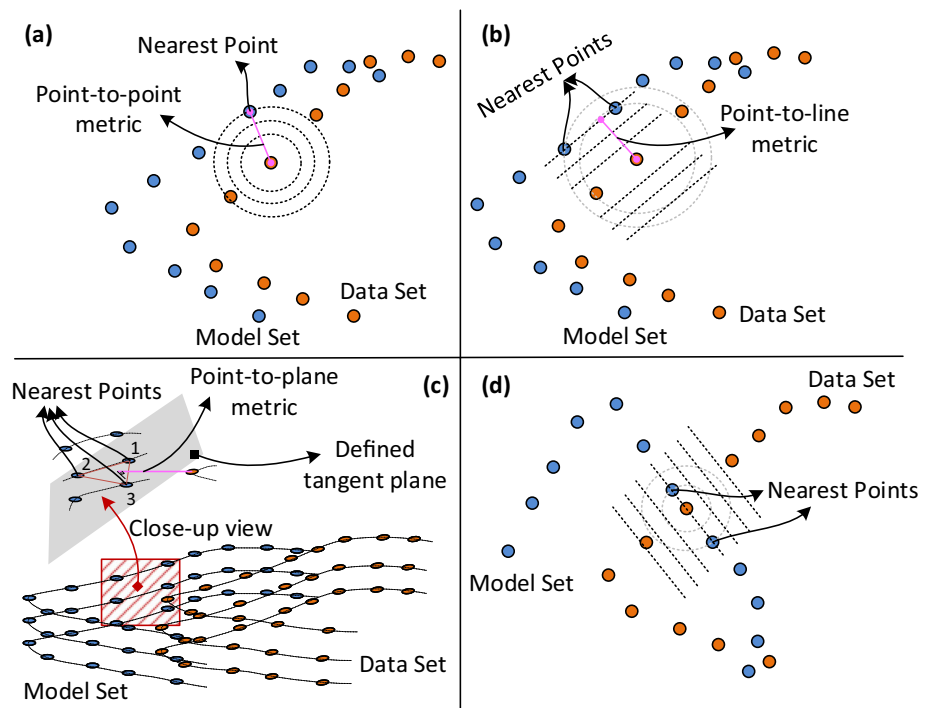 (a)
Nearest Point
Point-to-point
metric
Data Set
Model Set
(b)
Nearest Points
Point-to-line
metric
Data Set
Model Set
(c)
Nearest Points
Point-to-plane
metric
1
2
3
Defined
tangent plane
Close-up view
Data Set
Model Set
(d)
Data Set
Nearest Points
Model Set